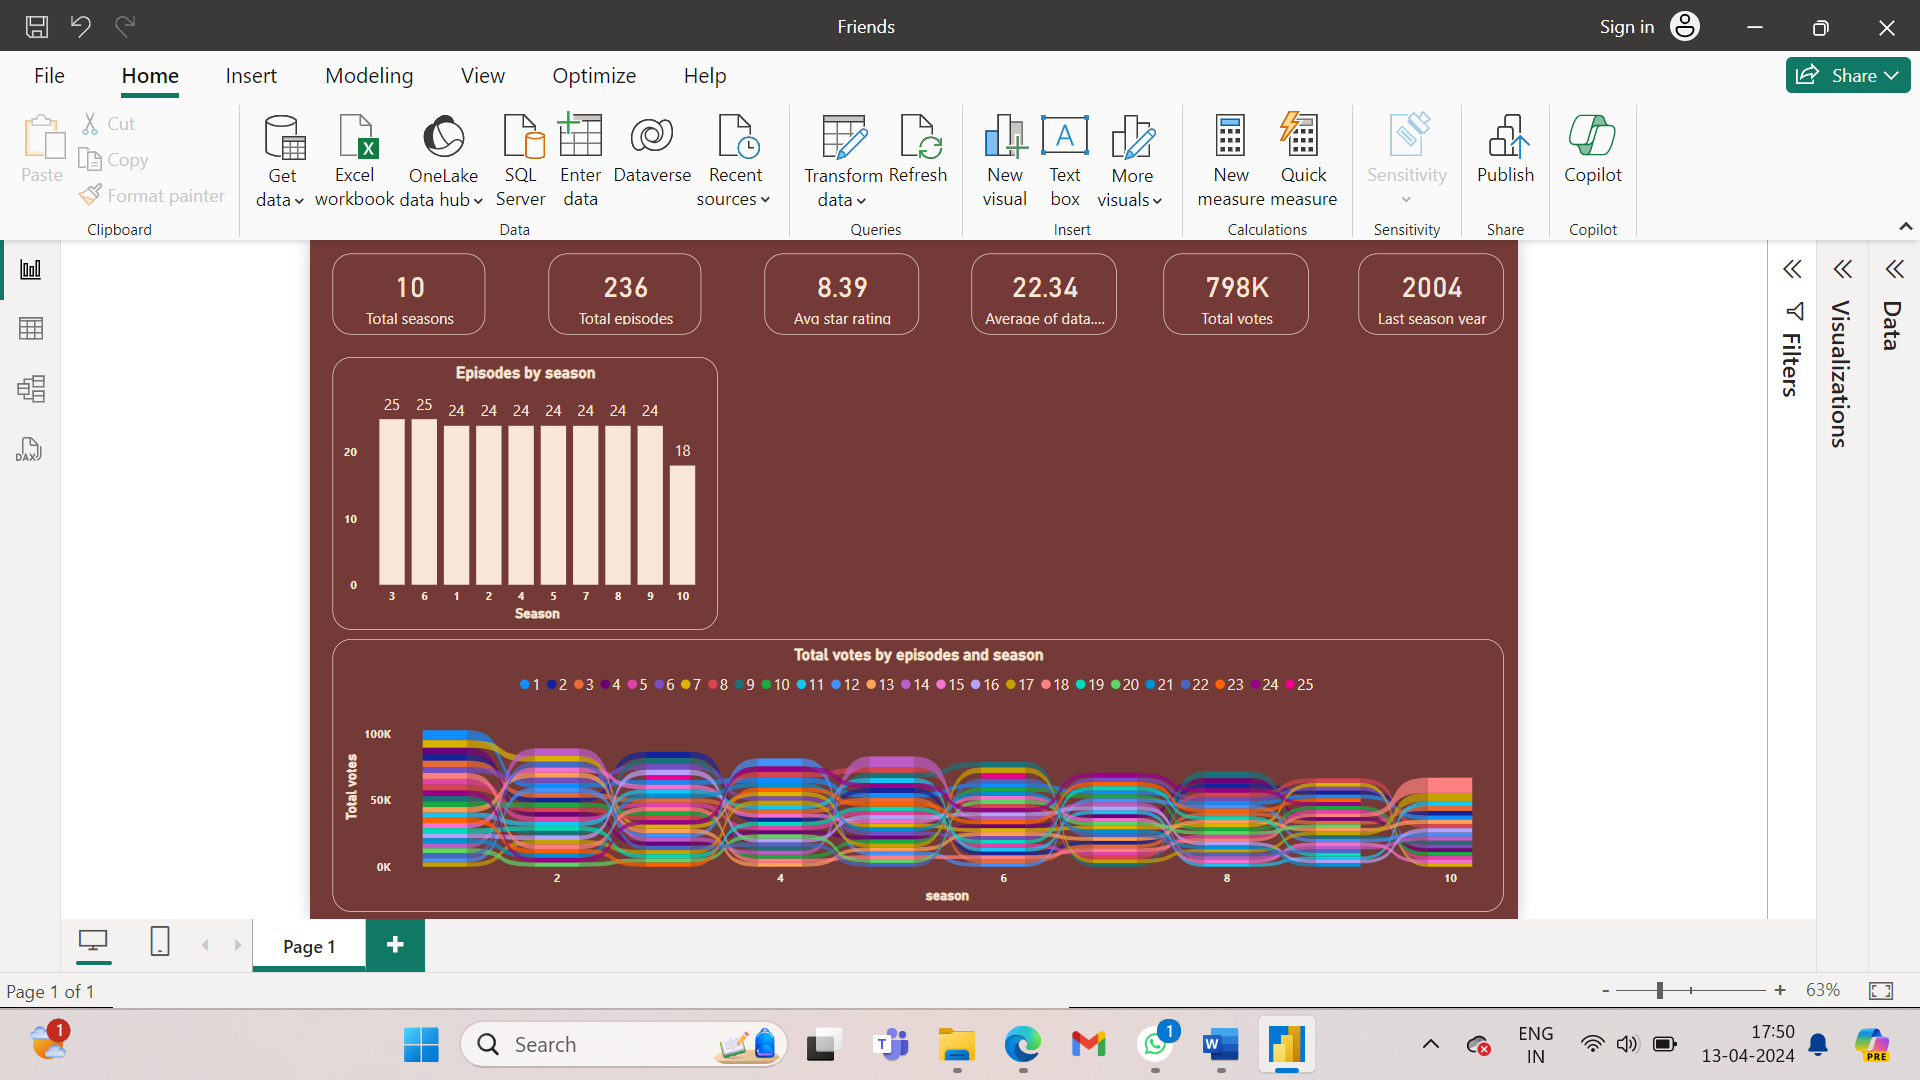 Friends
Sign in
File Home Insert Modeling View Optimize Help
Share
Paste
Cut
Copy
Format painter
Clipboard
Get data
Excel workbook
OneLake data hub
SQL Server
Enter data
Dataverse
Recent sources
Data
Transform data
Refresh
Queries
New visual
Text box
More visuals
Insert
New measure
Quick measure
Calculations
Sensitivity
Sensitivity
Publish
Share
Copilot
Copilot
10
Total seasons
236
Total episodes
8.39
Avg star rating
22.34
Average of data....
798K
Total votes
2004
Last season year
Episodes by season
25 25 24 24 24 24 24 24 24 18
20
10
0
3 6 1 2 4 5 7 8 9 10
Season
Total votes by episodes and season
1 2 3 4 5 6 7 8 9 10 11 12 13 14 15 16 17 18 19 20 21 22 23 24 25
Total votes
100K
50K
0K
2 4 6 8 10
season
Filters
Visualizations
Data
DAX
Page 1
+
Page 1 of 1
- + 63%
1
Search
T
1
W
X
A
ENG
IN
17:50
13-04-2024
PRE